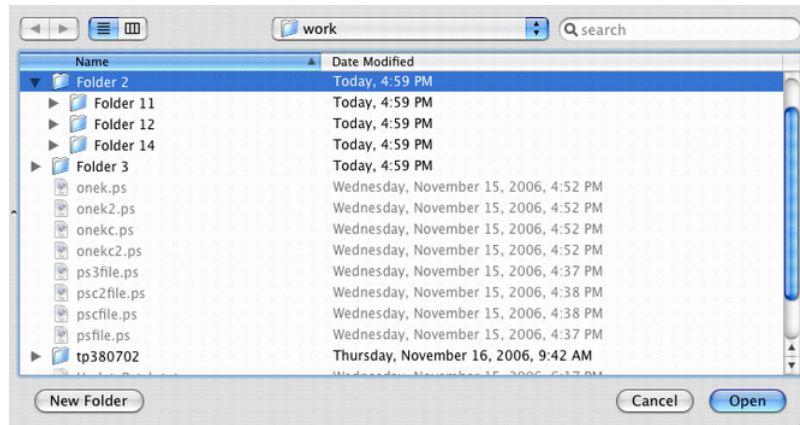 work
search
Name Date Modified
Folder 2 Today, 4:59 PM
Folder 11 Today, 4:59 PM
Folder 12 Today, 4:59 PM
Folder 14 Today, 4:59 PM
Folder 3 Today, 4:59 PM
onek.ps Wednesday, November 15, 2006, 4:52 PM
onek2.ps Wednesday, November 15, 2006, 4:52 PM
onekc.ps Wednesday, November 15, 2006, 4:52 PM
onekc2.ps Wednesday, November 15, 2006, 4:52 PM
ps3file.ps Wednesday, November 15, 2006, 4:37 PM
psc2file.ps Wednesday, November 15, 2006, 4:38 PM
pscfile.ps Wednesday, November 15, 2006, 4:38 PM
psfile.ps Wednesday, November 15, 2006, 4:37 PM
tp380702 Thursday, November 16, 2006, 9:42 AM
New Folder Cancel Open